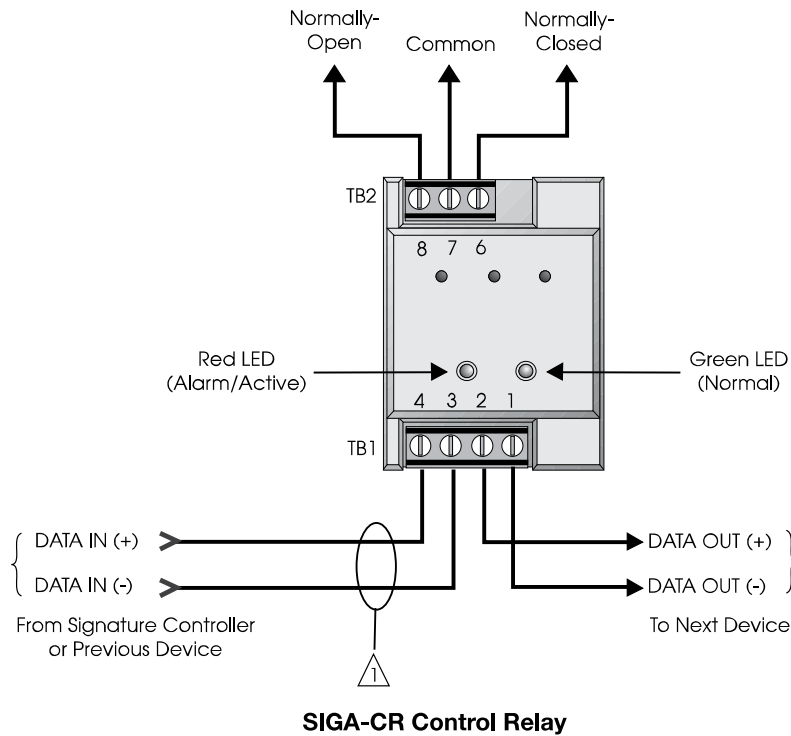 Normally-
Open
Common
Normally-
Closed
TB2
8 7 6
Red LED
(Alarm/Active)
Green LED
(Normal)
4 3 2 1
TB1
DATA IN (+)
DATA OUT (+)
DATA IN (-)
DATA OUT (-)
From Signature Controller
or Previous Device
To Next Device
1
SIGA-CR Control Relay